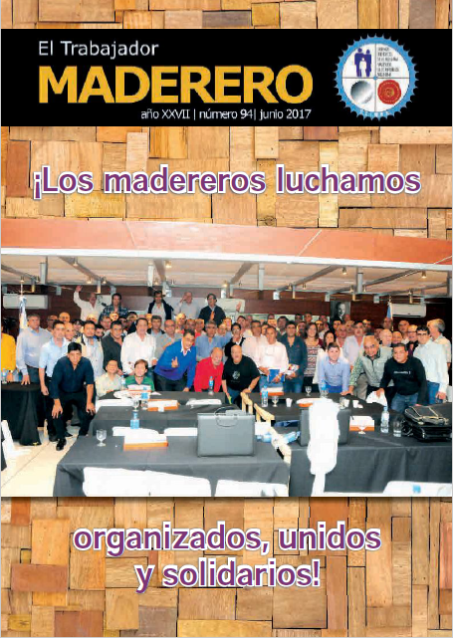 El Trabajador
MADERERO
año XXVII | número 94| junio 2017
¡Los madereros luchamos
organizados, unidos
y solidarios!